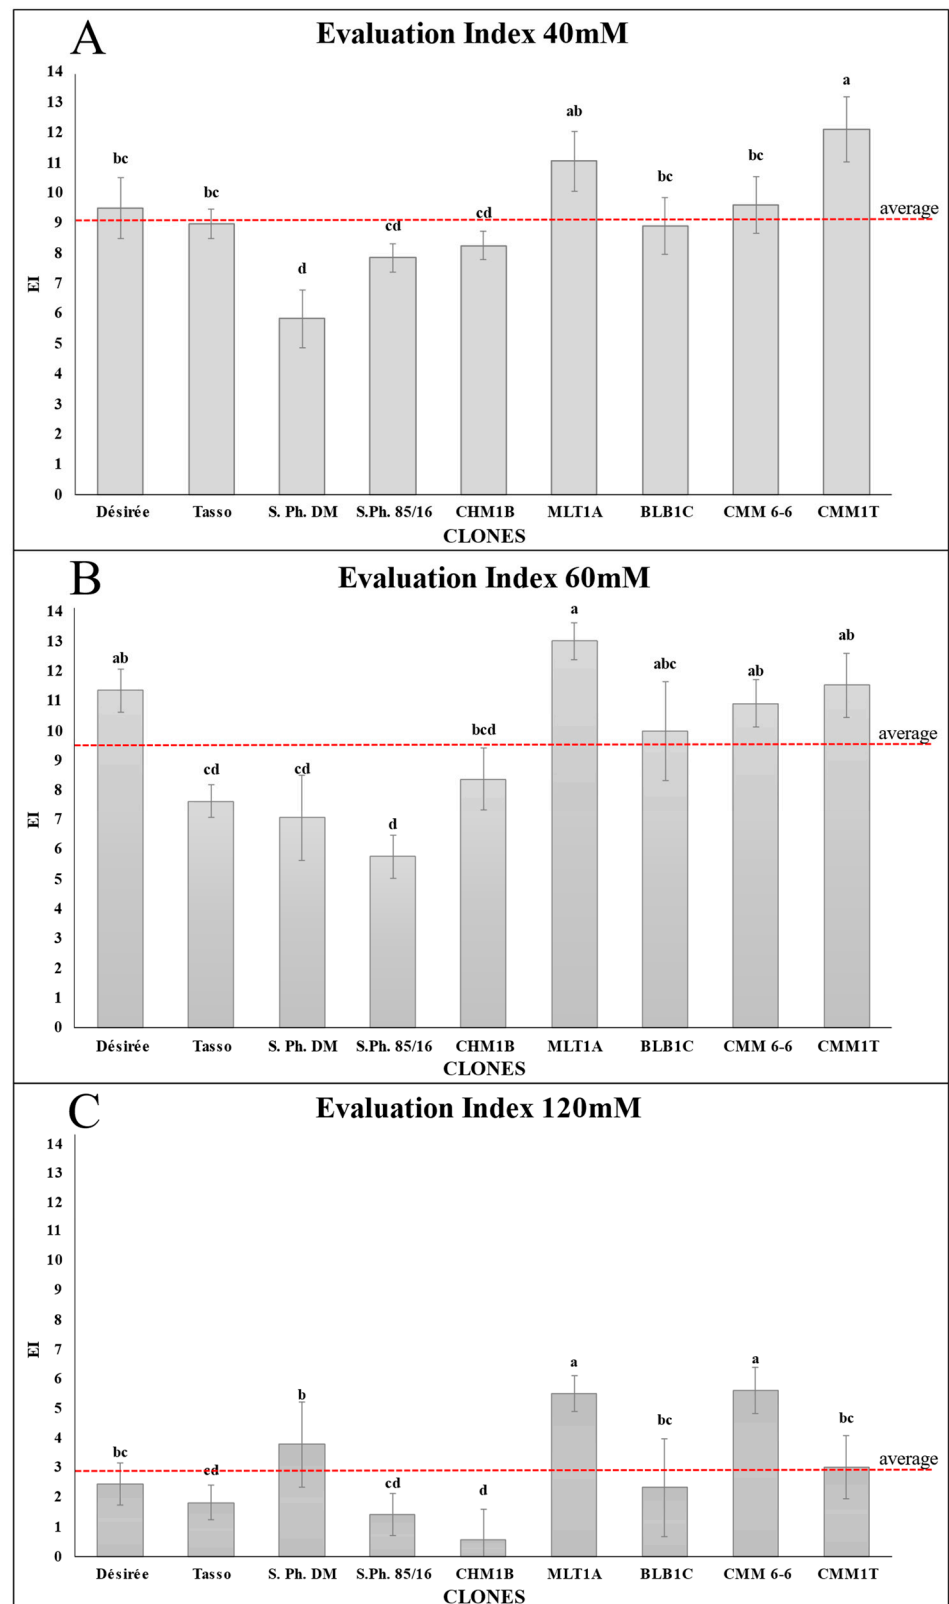 A
Evaluation Index 40mM
14
13
12
11
10
9
8
7
6
5
4
3
2
1
0
EI
bc
bc
d
cd
cd
ab
bc
bc
a
average
Désirée Tasso S. Ph. DM S.Ph. 85/16 CHM1B MLT1A BLB1C CMM 6-6 CMM1T
CLONES
B
Evaluation Index 60mM
14
13
12
11
10
9
8
7
6
5
4
3
2
1
0
EI
ab
cd
cd
d
bcd
a
abc
ab
ab
average
Désirée Tasso S. Ph. DM S.Ph. 85/16 CHM1B MLT1A BLB1C CMM 6-6 CMM1T
CLONES
C
Evaluation Index 120mM
14
13
12
11
10
9
8
7
6
5
4
3
2
1
0
EI
bc
cd
b
cd
d
a
bc
a
bc
average
Désirée Tasso S. Ph. DM S.Ph. 85/16 CHM1B MLT1A BLB1C CMM 6-6 CMM1T
CLONES